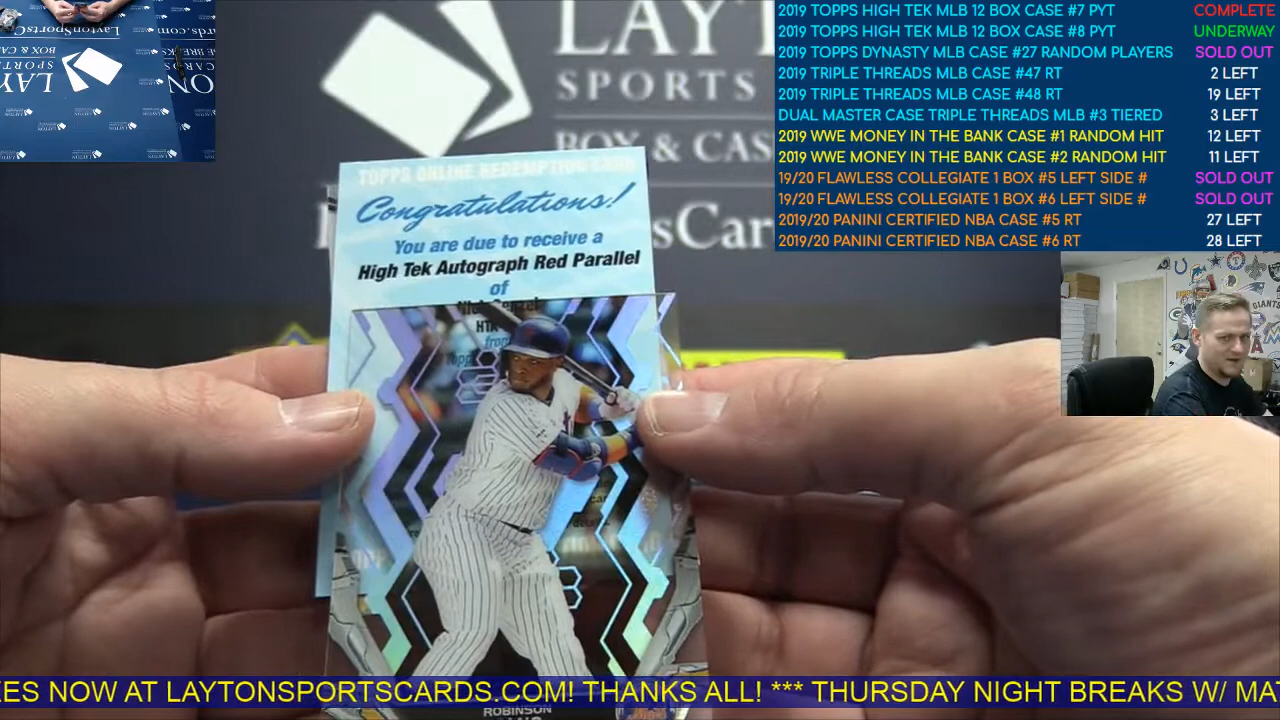 2019 TOPPS HIGH TEK MLB 12 BOX CASE #7 PYT COMPLETE
2019 TOPPS HIGH TEK MLB 12 BOX CASE #8 PYT UNDERWAY
2019 TOPPS DYNASTY MLB CASE #27 RANDOM PLAYERS SOLD OUT
2019 TRIPLE THREADS MLB CASE #47 RT 2 LEFT
2019 TRIPLE THREADS MLB CASE #48 RT 19 LEFT
DUAL MASTER CASE TRIPLE THREADS MLB #3 TIERED 3 LEFT
2019 WWE MONEY IN THE BANK CASE #1 RANDOM HIT 12 LEFT
2019 WWE MONEY IN THE BANK CASE #2 RANDOM HIT 11 LEFT
19/20 FLAWLESS COLLEGIATE 1 BOX #5 LEFT SIDE # SOLD OUT
19/20 FLAWLESS COLLEGIATE 1 BOX #6 LEFT SIDE # SOLD OUT
2019/20 PANINI CERTIFIED NBA CASE #5 RT 27 LEFT
2019/20 PANINI CERTIFIED NBA CASE #6 RT 28 LEFT
LAYT
SPORTS
BOX & CAS
sCar
TOPPS ONLINE REDEMPTION CARD
Congratulations!
You are due to receive a
High Tek Autograph Red Parallel
of
HTA
from
ROBINSON
GIANTS
ES NOW AT LAYTONSPORTSCARDS.COM! THANKS ALL! *** THURSDAY NIGHT BREAKS W/ MA